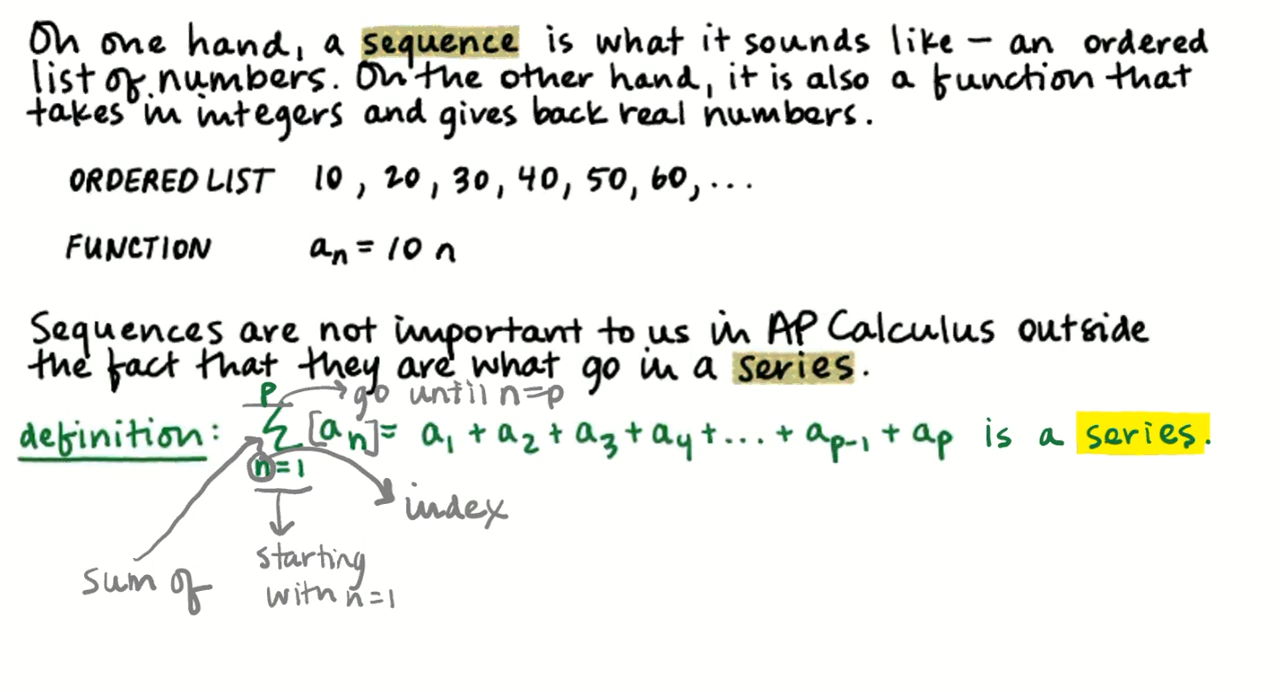 On one hand, a sequence is what it sounds like – an ordered
list of numbers. On the other hand, it is also a function that
takes in integers and gives back real numbers.
ORDERED LIST 10, 20, 30, 40, 50, 60, ...
FUNCTION aₙ = 10 n
Sequences are not important to us in AP Calculus outside
the fact that they are what go in a series.
P go until n=p
definition: Σ [aₙ] = a₁ + a₂ + a₃ + a₄ + ... + aₚ₋₁ + aₚ is a series.
n=1
index
sum of
starting
with n=1